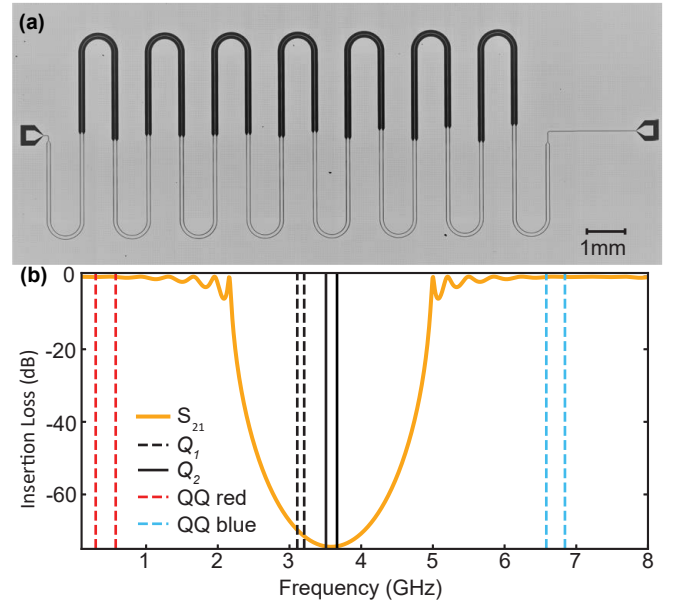 (a)
1mm
(b)
0
-20
-40
-60
Insertion Loss (dB)
S₂₁
Q₁
Q₂
QQ red
QQ blue
1 2 3 4 5 6 7 8
Frequency (GHz)